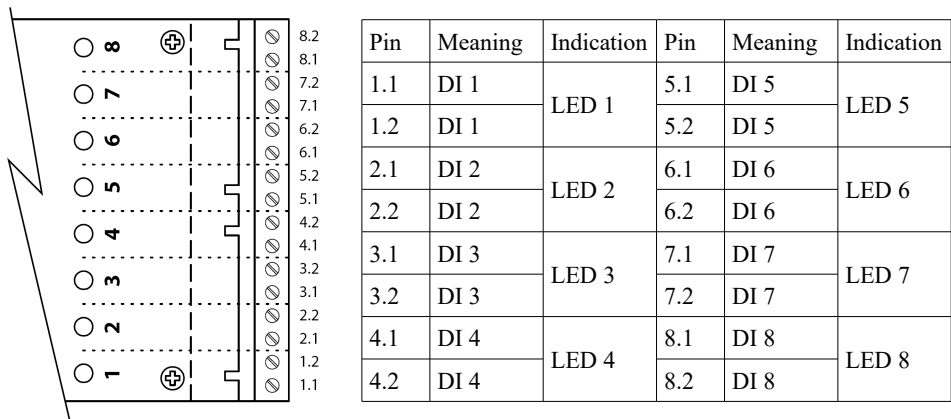 8
7
6
5
4
3
2
1
8.2
8.1
7.2
7.1
6.2
6.1
5.2
5.1
4.2
4.1
3.2
3.1
2.2
2.1
1.2
1.1
Pin Meaning Indication Pin Meaning Indication
1.1 DI 1 LED 1 5.1 DI 5 LED 5
1.2 DI 1 5.2 DI 5
2.1 DI 2 LED 2 6.1 DI 6 LED 6
2.2 DI 2 6.2 DI 6
3.1 DI 3 LED 3 7.1 DI 7 LED 7
3.2 DI 3 7.2 DI 7
4.1 DI 4 LED 4 8.1 DI 8 LED 8
4.2 DI 4 8.2 DI 8